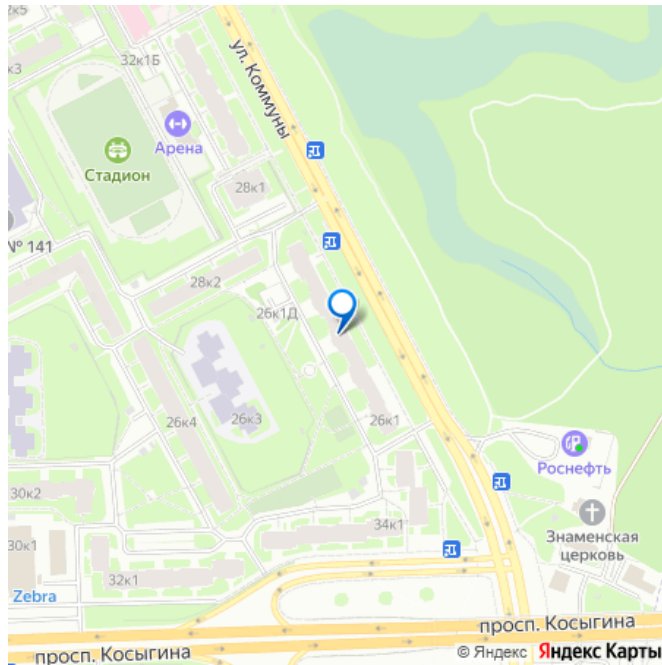 2к5
32к1Б
к3
ул. Коммуны
Арена
Стадион
28к1
№ 141
28к2
26к1Д
26к3
26к4
26к1
Роснефть
30к2
34к1
Знаменская
церковь
30к1
32к1
Zebra
просп. Косыгина
просп. Косыгина
© Яндекс Яндекс Карты